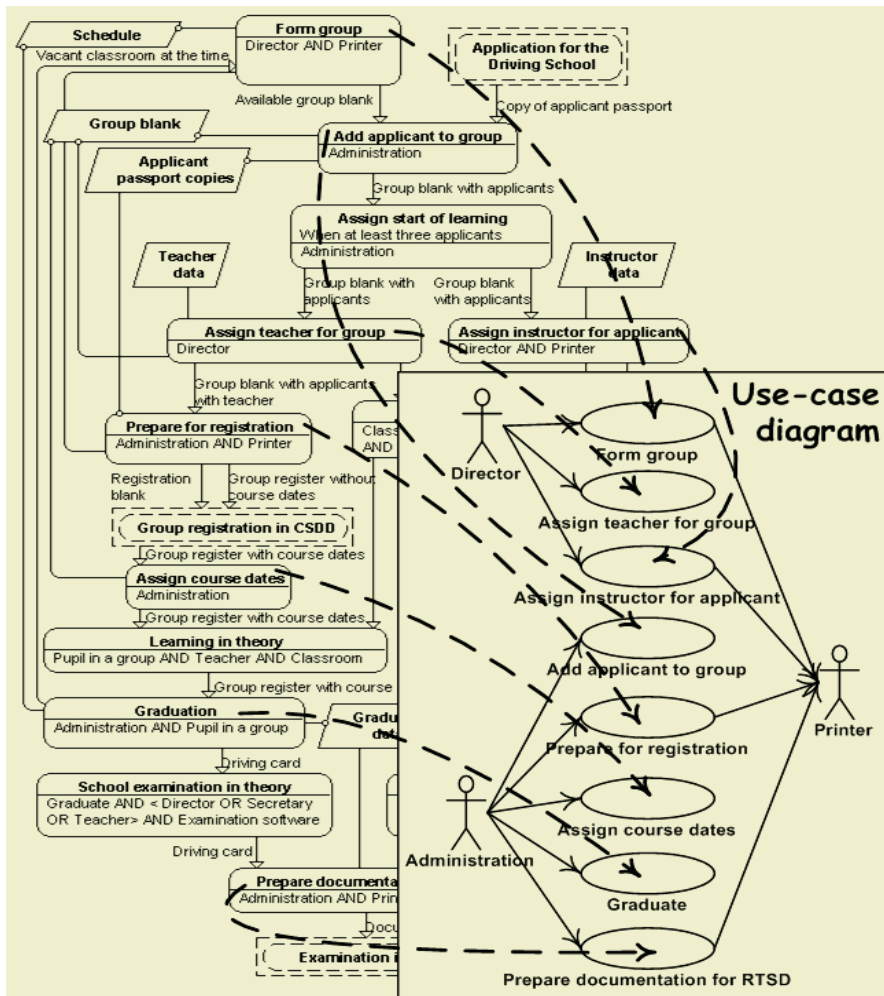 Schedule
Form group
Director AND Printer
Application for the
Driving School
Vacant classroom at the time
Available group blank
Copy of applicant passport
Group blank
Add applicant to group
Administration
Applicant
passport copies
Group blank with applicants
Assign start of learning
When at least three applicants
Administration
Teacher
data
Instructor
data
Group blank with
applicants
Group blank
with applicants
Assign teacher for group
Director
Assign instructor for applicant
Director AND Printer
Group blank with applicants
with teacher
Prepare for registration
Administration AND Printer
Class
AND
Registration
blank
Group register without
course dates
Group registration in CSDD
Group register with course dates
Assign course dates
Administration
Group register with course dates
Learning in theory
Pupil in a group AND Teacher AND Classroom
Group register with course
Graduation
Administration AND Pupil in a group
Driving card
School examination in theory
Graduate AND < Director OR Secretary
OR Teacher> AND Examination software
Driving card
Administration AND
Use-case
diagram
Director
Form group
Assign teacher for group
Assign instructor for applicant
Add applicant to group
Prepare for registration
Printer
Administration
Assign course dates
Graduate
Prepare documentation for RTSD